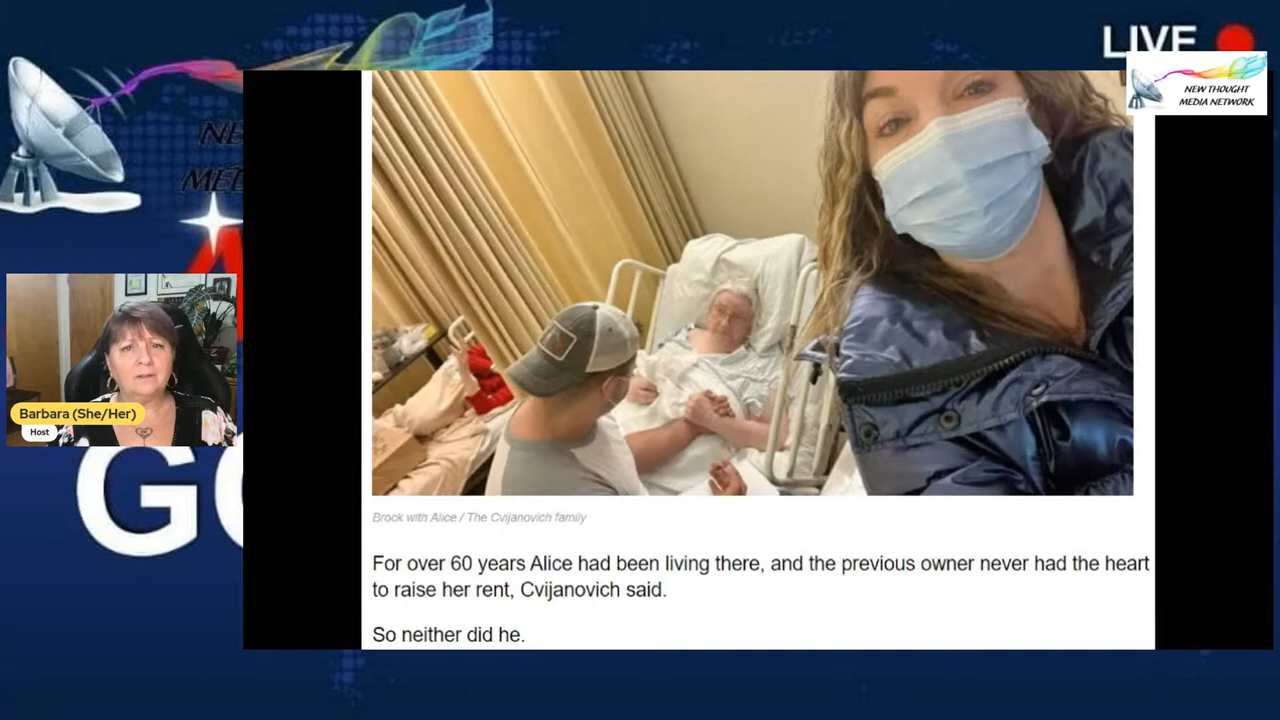 LIVE
NEW THOUGHT
MEDIA NETWORK
Barbara (She/Her)
Host
Brock with Alice / The Cvijanovich family
For over 60 years Alice had been living there, and the previous owner never had the heart
to raise her rent, Cvijanovich said.
So neither did he.